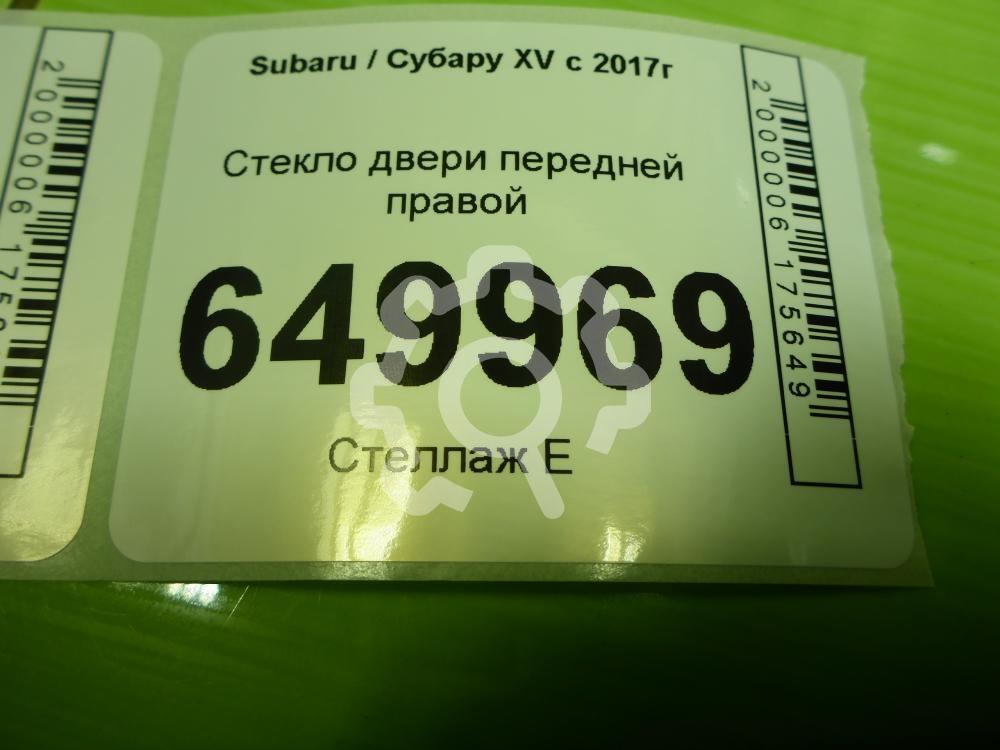 Subaru / Субару XV с 2017г
Стекло двери передней
правой
649969
Стеллаж Е
2000006175649